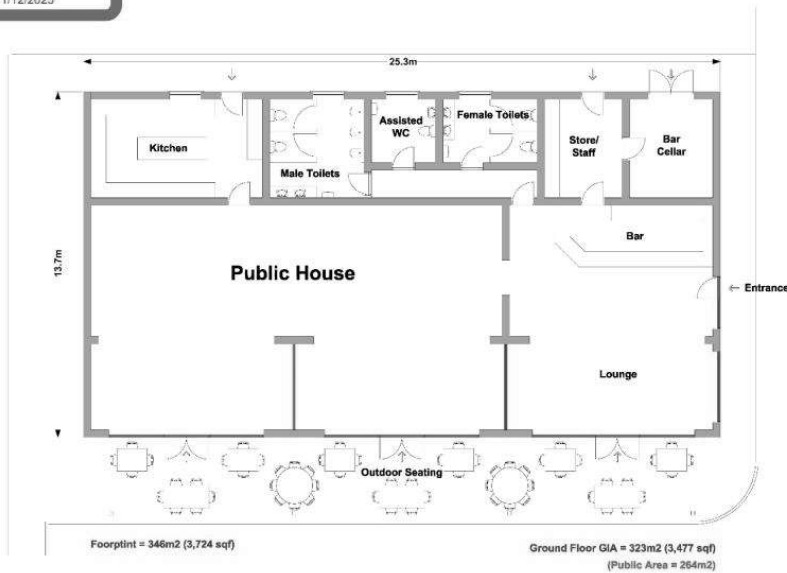 25.3m
13.7m
Kitchen
Male Toilets
Assisted
WC
Female Toilets
Store/
Staff
Bar
Cellar
Bar
Public House
Entrance
Lounge
Outdoor Seating
Foorptint = 346m2 (3,724 sqf)
Ground Floor GIA = 323m2 (3,477 sqf)
(Public Area = 264m2)